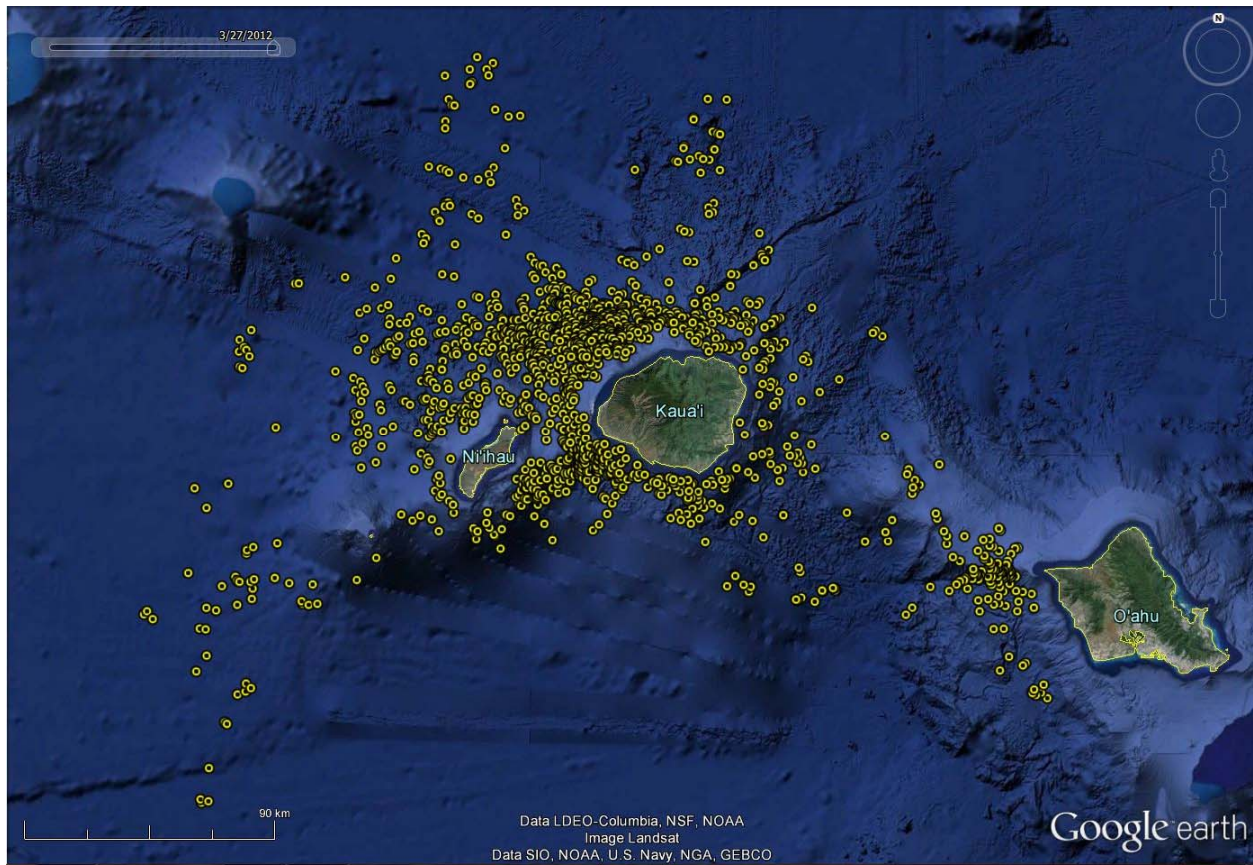 3/27/2012
N
Kaua'i
Ni'ihau
O'ahu
90 km
Data LDEO-Columbia, NSF, NOAA
Image Landsat
Data SIO, NOAA, U.S. Navy, NGA, GEBCO
Google earth